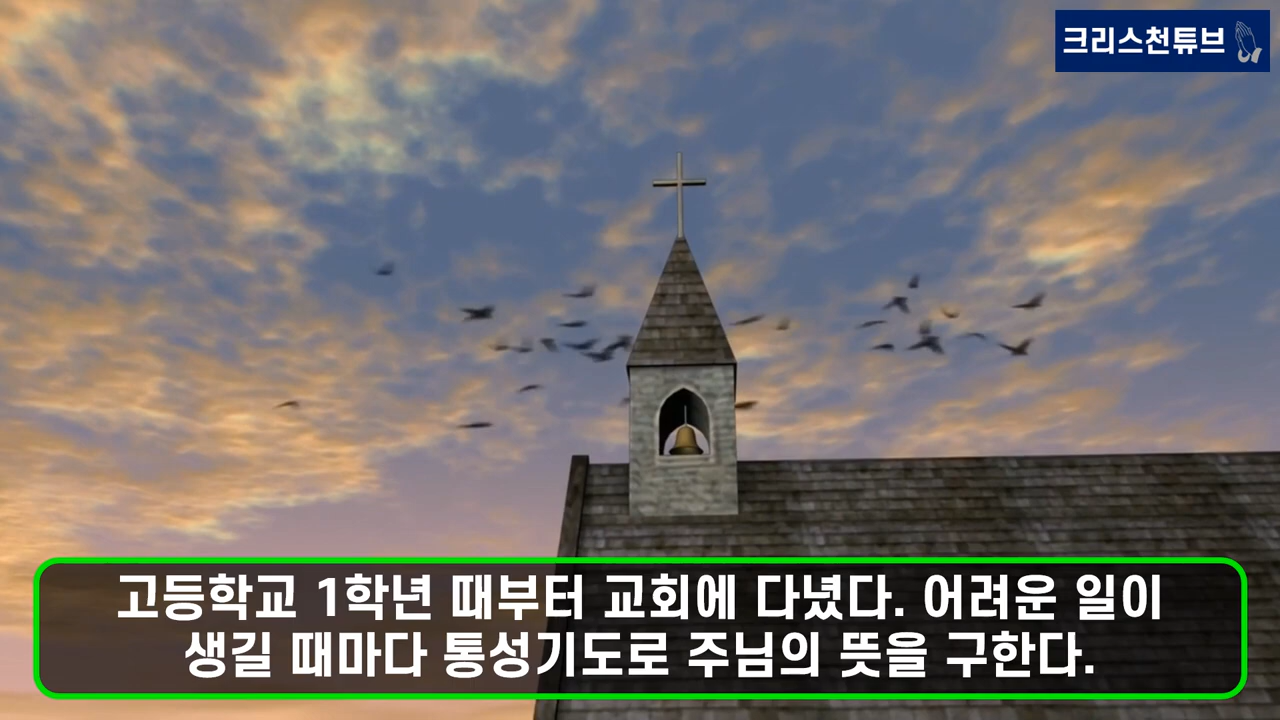 크리스천튜브
고등학교 1학년 때부터 교회에 다녔다. 어려운 일이
생길 때마다 통성기도로 주님의 뜻을 구한다.